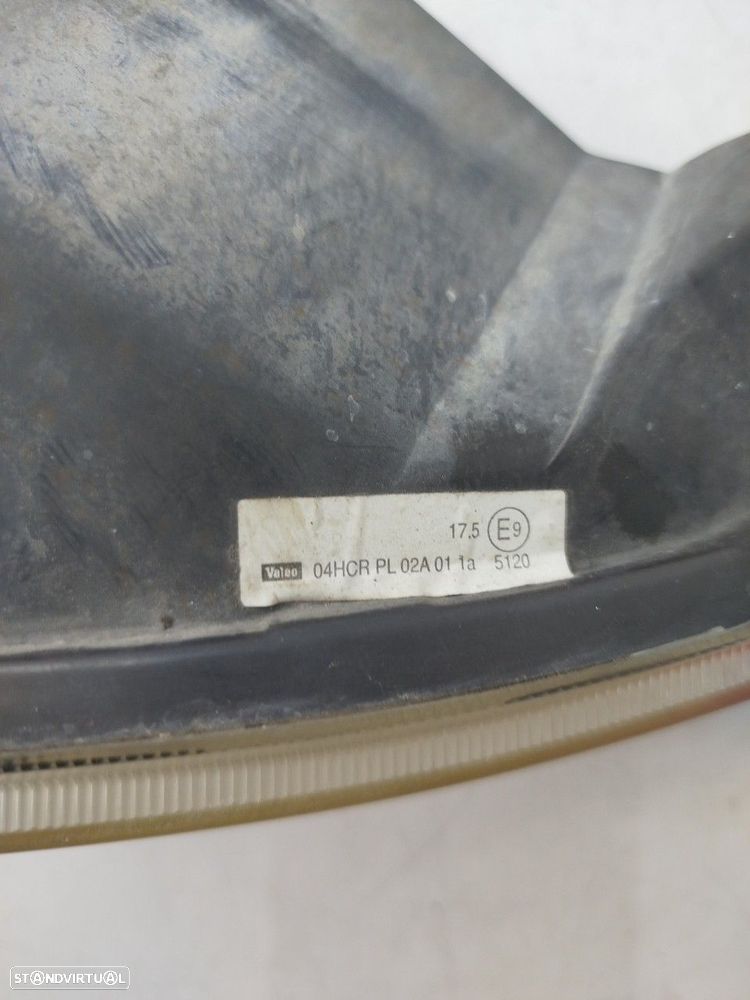 17.5 E9
Valeo 04HCR PL 02A 01 1a 5120
STANDVIRTUAL